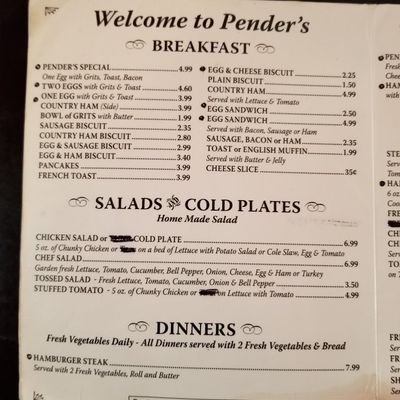 Welcome to Pender's
BREAKFAST
PENDER'S SPECIAL 4.99
One Egg with Grits, Toast, Bacon
TWO EGGS with Grits & Toast 4.60
ONE EGG with Grits & Toast 3.99
COUNTRY HAM (Side) 3.99
BOWL of GRITS with Butter 1.99
SAUSAGE BISCUIT 2.35
COUNTRY HAM BISCUIT 2.80
EGG & SAUSAGE BISCUIT 2.99
EGG & HAM BISCUIT 3.40
PANCAKES 3.99
FRENCH TOAST 3.99
EGG & CHEESE BISCUIT 2.25
PLAIN BISCUIT 1.50
COUNTRY HAM 4.99
Served with Lettuce & Tomato
EGG SANDWICH 2.50
EGG SANDWICH 4.99
Served with Bacon, Sausage or Ham
SAUSAGE, BACON or HAM 2.35
TOAST or ENGLISH MUFFIN 1.99
Served with Butter & Jelly
CHEESE SLICE 35¢
SALADS and COLD PLATES
Home Made Salad
CHICKEN SALAD or COLD PLATE 6.99
5 oz. of Chunky Chicken or on a bed of Lettuce with Potato Salad or Cole Slaw, Egg & Tomato
CHEF SALAD 6.99
Garden fresh Lettuce, Tomato, Cucumber, Bell Pepper, Onion, Cheese, Egg & Ham or Turkey
TOSSED SALAD - Fresh Lettuce, Tomato, Cucumber, Onion & Bell Pepper 3.50
STUFFED TOMATO - 5 oz. of Chunky Chicken or on Lettuce with Tomato 4.99
DINNERS
Fresh Vegetables Daily - All Dinners served with 2 Fresh Vegetables & Bread
HAMBURGER STEAK 7.99
Served with 2 Fresh Vegetables, Roll and Butter